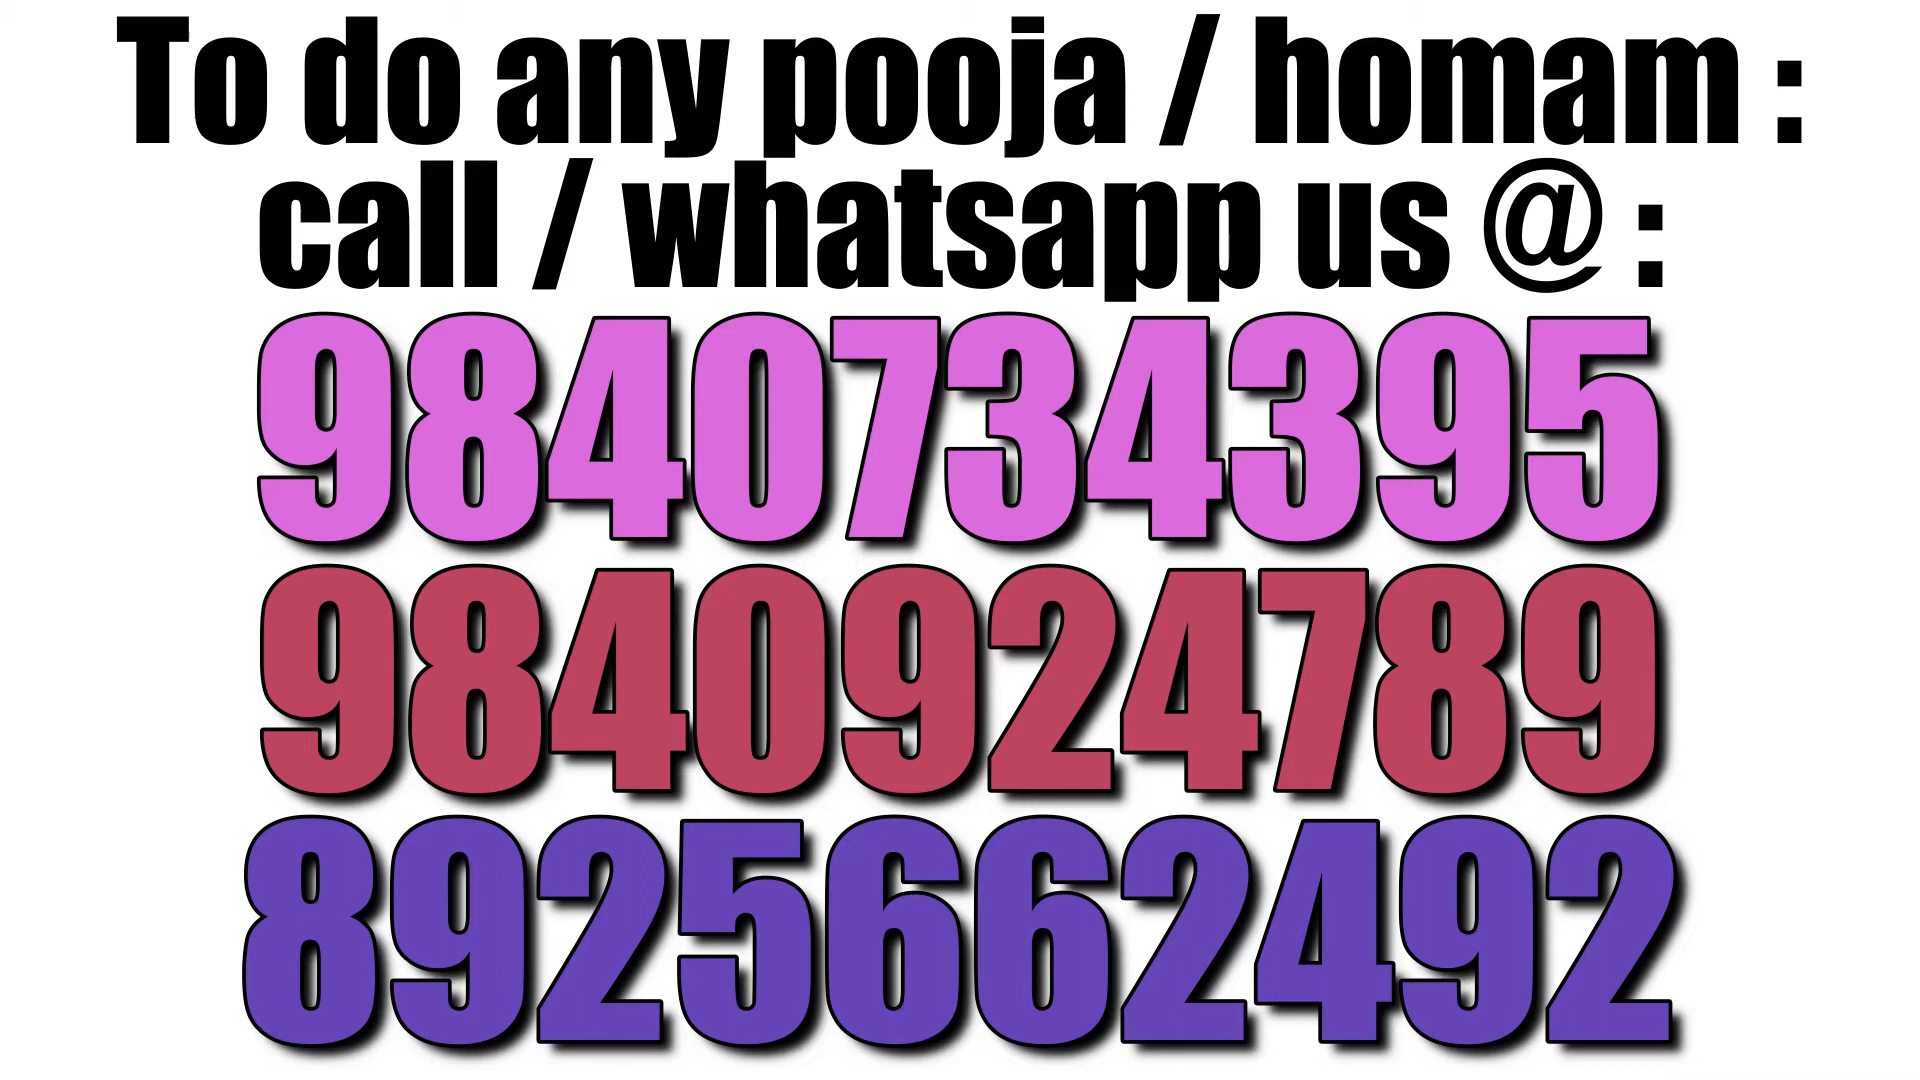 To do any pooja / homam :
call / whatsapp us @ :
9840734395
9840924789
8925662492